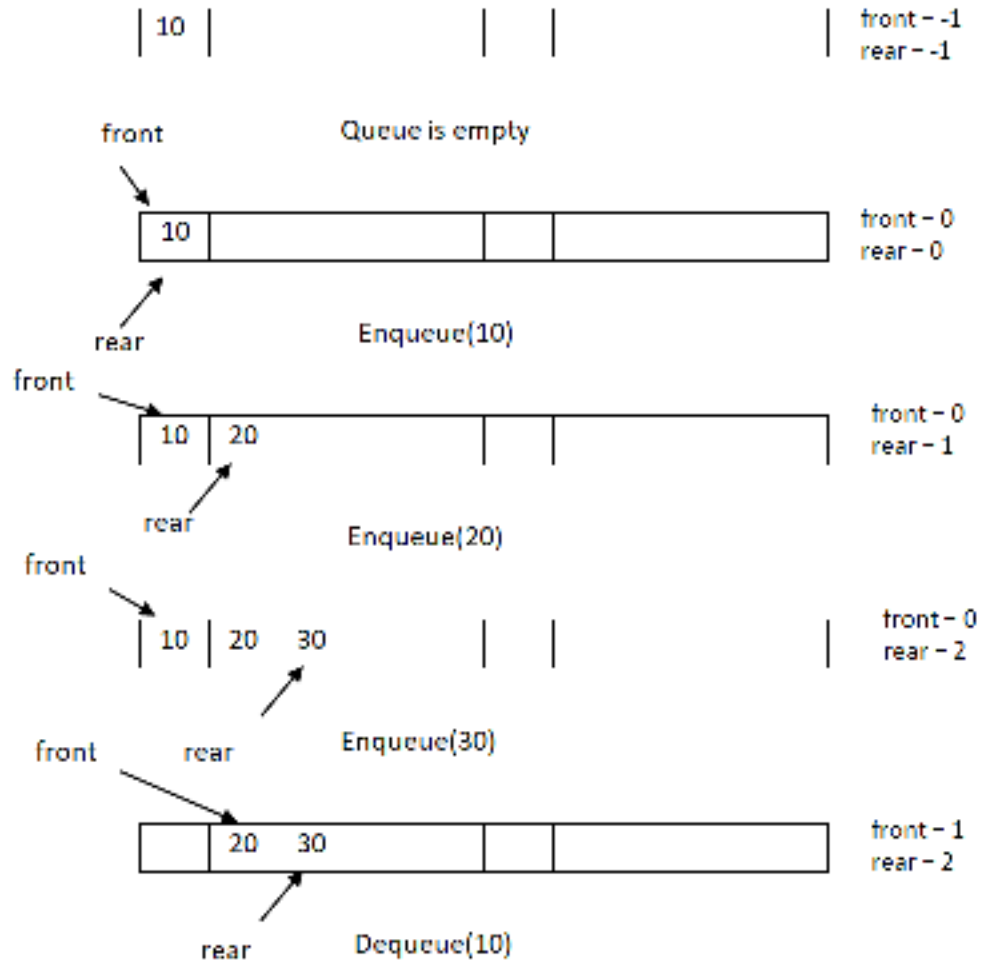 10
front – -1
rear – -1
front
Queue is empty
10
front – 0
rear – 0
rear
Enqueue(10)
front
10 20
front – 0
rear – 1
rear
Enqueue(20)
front
10 20 30
front – 0
rear – 2
front
rear
Enqueue(30)
20 30
front – 1
rear – 2
rear
Dequeue(10)